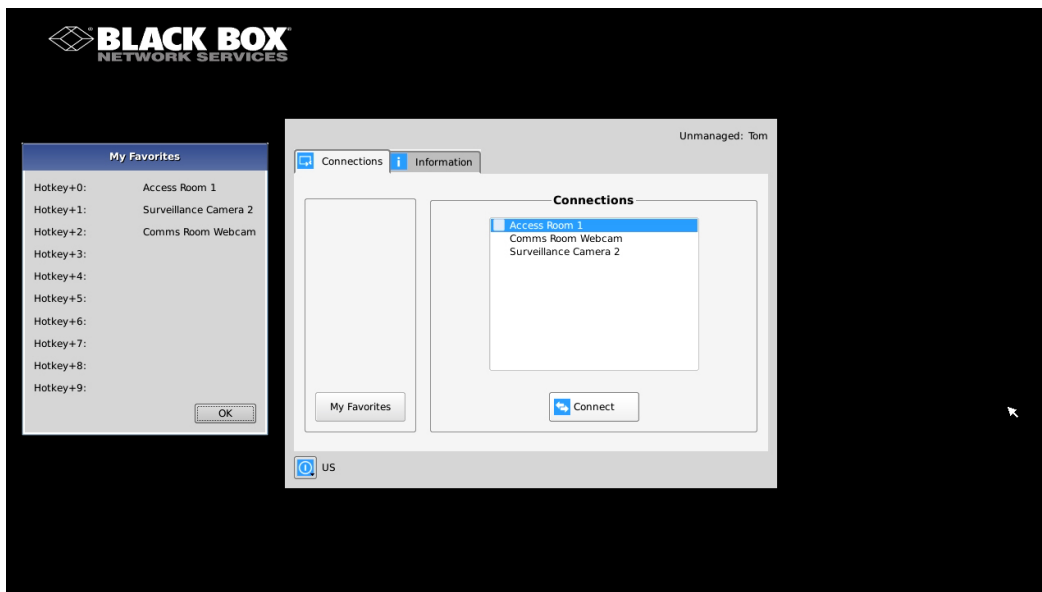 BLACK BOX
NETWORK SERVICES
Unmanaged: Tom
My Favorites
Hotkey+0: Access Room 1
Hotkey+1: Surveillance Camera 2
Hotkey+2: Comms Room Webcam
Hotkey+3:
Hotkey+4:
Hotkey+5:
Hotkey+6:
Hotkey+7:
Hotkey+8:
Hotkey+9:
OK
Connections
Information
Connections
Access Room 1
Comms Room Webcam
Surveillance Camera 2
My Favorites
Connect
US